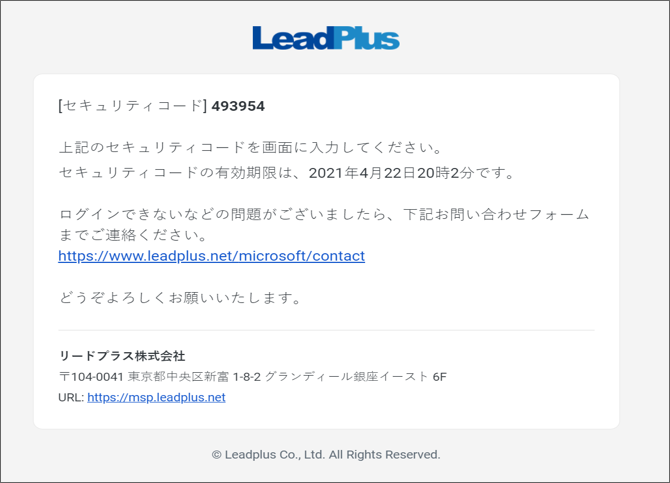 LeadPlus
[セキュリティコード] 493954
上記のセキュリティコードを画面に入力してください。
セキュリティコードの有効期限は、2021年4月22日20時2分です。
ログインできないなどの問題がございましたら、下記お問い合わせフォーム
までご連絡ください。
https://www.leadplus.net/microsoft/contact
どうぞよろしくお願いいたします。
リードプラス株式会社
〒104-0041 東京都中央区新富 1-8-2 グランディール銀座イースト 6F
URL: https://msp.leadplus.net
© Leadplus Co., Ltd. All Rights Reserved.